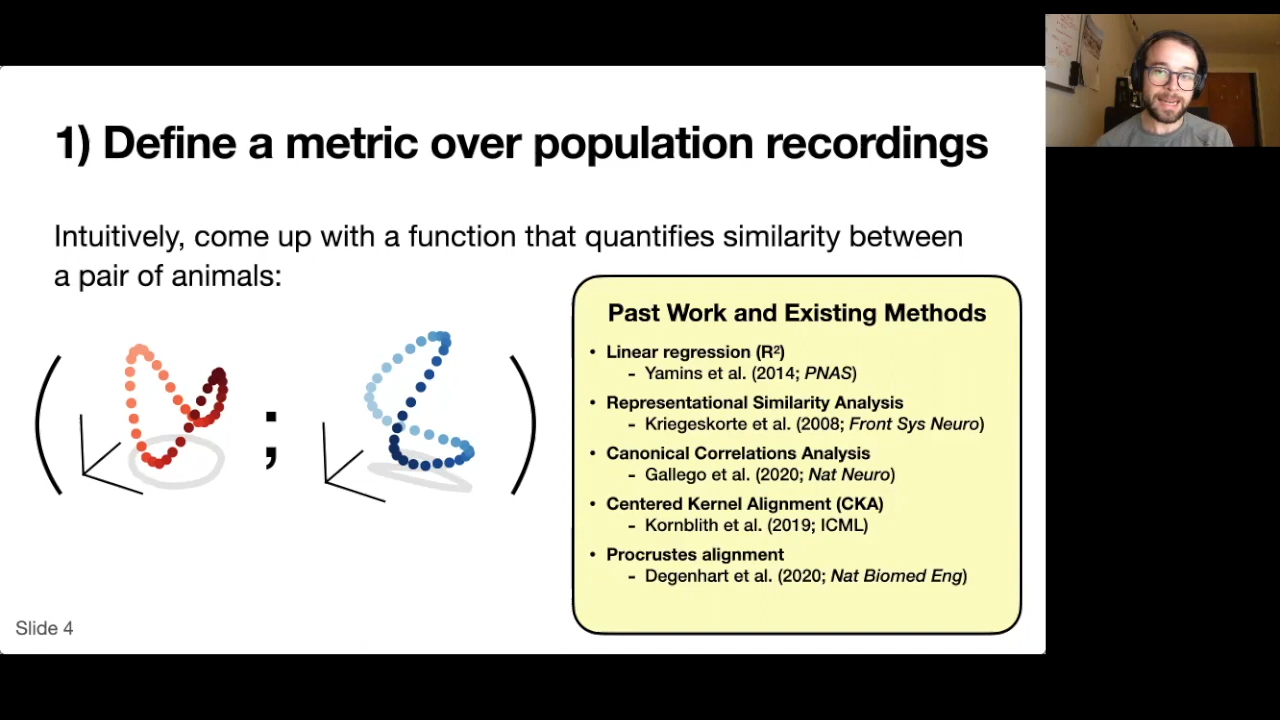 1) Define a metric over population recordings
Intuitively, come up with a function that quantifies similarity between
a pair of animals:
( ; )
Past Work and Existing Methods
• Linear regression (R²)
- Yamins et al. (2014; PNAS)
• Representational Similarity Analysis
- Kriegeskorte et al. (2008; Front Sys Neuro)
• Canonical Correlations Analysis
- Gallego et al. (2020; Nat Neuro)
• Centered Kernel Alignment (CKA)
- Kornblith et al. (2019; ICML)
• Procrustes alignment
- Degenhart et al. (2020; Nat Biomed Eng)
Slide 4